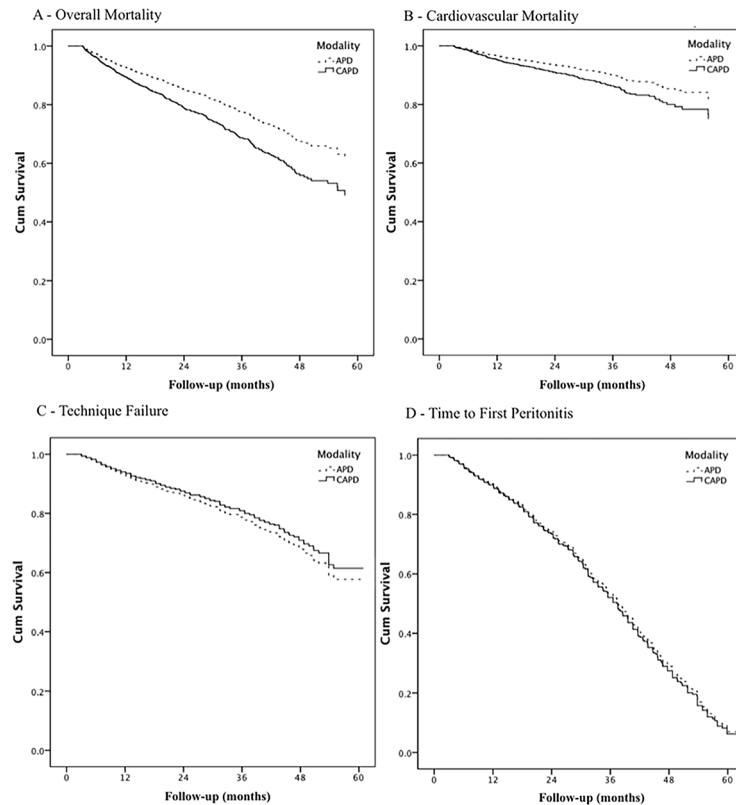 A - Overall Mortality
Modality
APD
CAPD
1.0
0.8
0.6
0.4
0.2
0.0
Cum Survival
0 12 24 36 48 60
Follow-up (months)
B - Cardiovascular Mortality
Modality
APD
CAPD
1.0
0.8
0.6
0.4
0.2
0.0
Cum Survival
0 12 24 36 48 60
Follow-up (months)
C - Technique Failure
Modality
APD
CAPD
1.0
0.8
0.6
0.4
0.2
0.0
Cum Survival
0 12 24 36 48 60
Follow-up (months)
D - Time to First Peritonitis
Modality
APD
CAPD
1.0
0.8
0.6
0.4
0.2
0.0
Cum Survival
0 12 24 36 48 60
Follow-up (months)